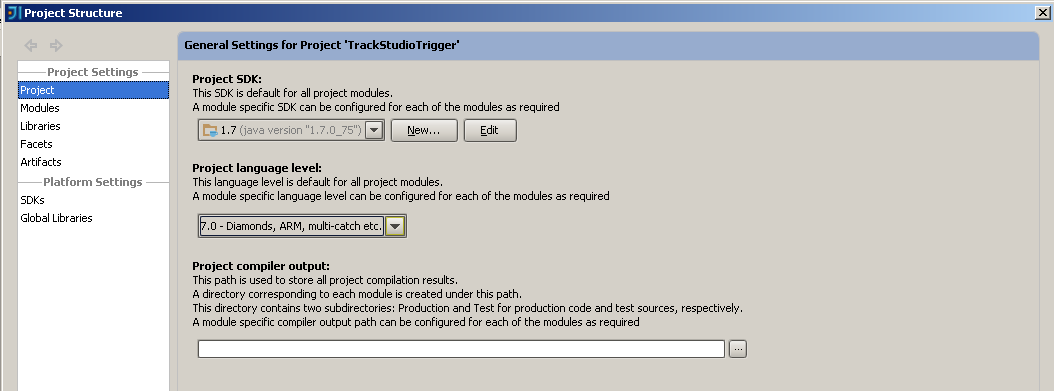 Project Structure
Project Settings
Project
Modules
Libraries
Facets
Artifacts
Platform Settings
SDKs
Global Libraries
General Settings for Project 'TrackStudioTrigger'
Project SDK:
This SDK is default for all project modules.
A module specific SDK can be configured for each of the modules as required
1.7 (java version "1.7.0_75") New... Edit
Project language level:
This language level is default for all project modules.
A module specific language level can be configured for each of the modules as required
7.0 - Diamonds, ARM, multi-catch etc.
Project compiler output:
This path is used to store all project compilation results.
A directory corresponding to each module is created under this path.
This directory contains two subdirectories: Production and Test for production code and test sources, respectively.
A module specific compiler output path can be configured for each of the modules as required
...